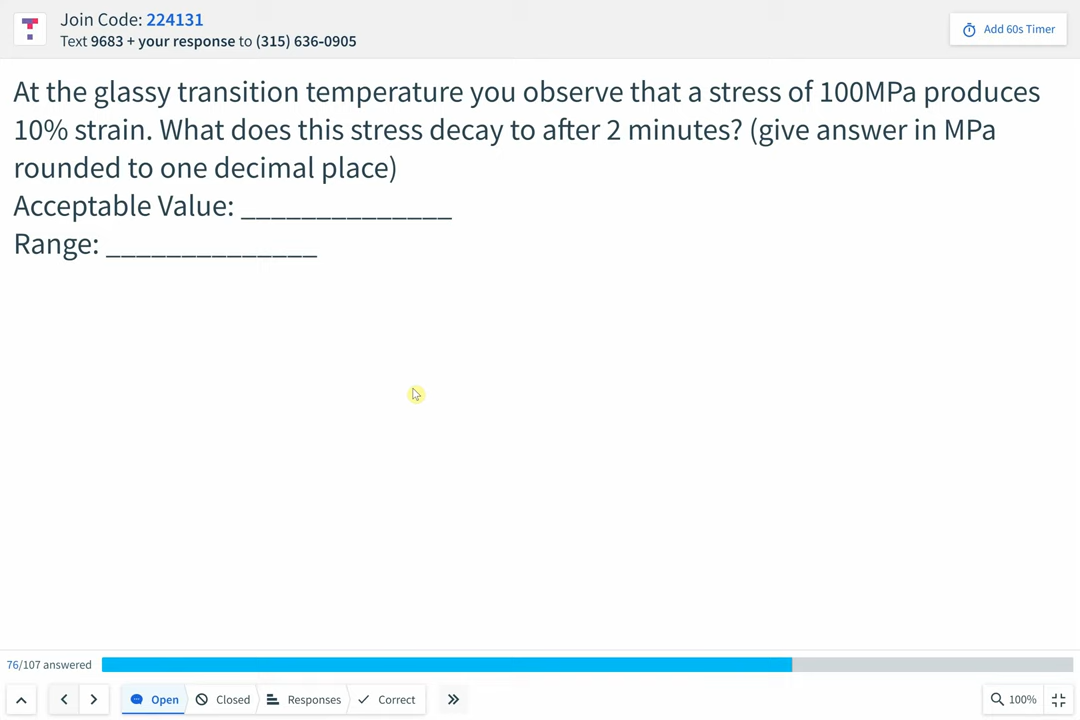 Join Code: 224131
Text 9683 + your response to (315) 636-0905
Add 60s Timer
At the glassy transition temperature you observe that a stress of 100MPa produces
10% strain. What does this stress decay to after 2 minutes? (give answer in MPa
rounded to one decimal place)
Acceptable Value: ______________
Range: ______________
76/107 answered
Open Closed Responses Correct 100%